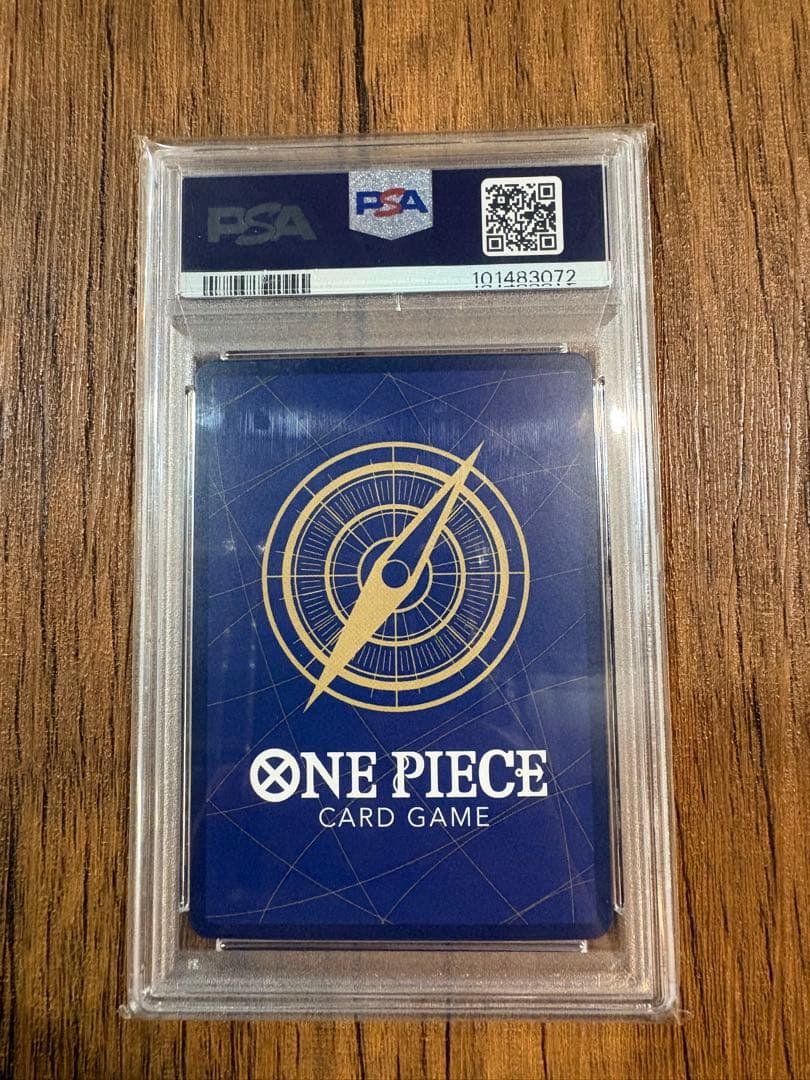 PSA
PSA
101483072
ONE PIECE
CARD GAME